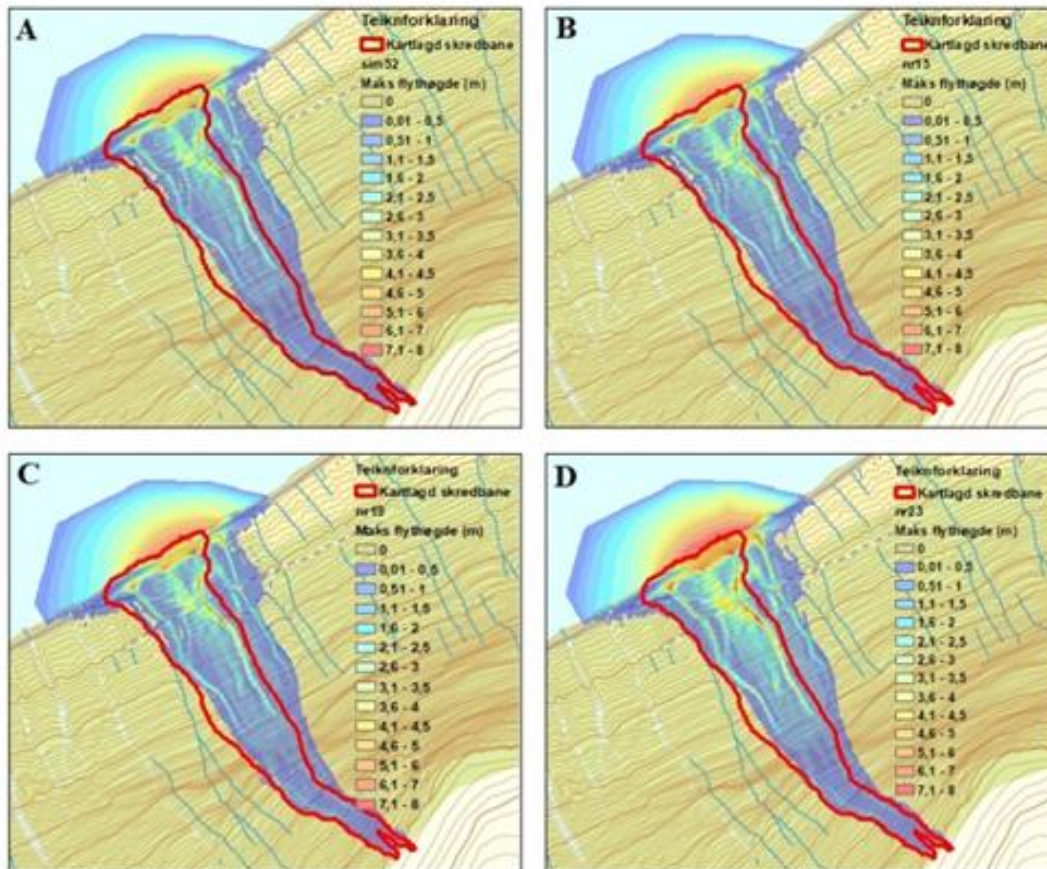 A
Teiknforklaring
Kartlagd skredbane
sim52
Maks flythøgde (m)
0
0,01 - 0,5
0,51 - 1
1,1 - 1,5
1,6 - 2
2,1 - 2,5
2,6 - 3
3,1 - 3,5
3,6 - 4
4,1 - 4,5
4,6 - 5
5,1 - 6
6,1 - 7
7,1 - 8
B
Teiknforklaring
Kartlagd skredbane
nr15
Maks flythøgde (m)
0
0,01 - 0,5
0,51 - 1
1,1 - 1,5
1,6 - 2
2,1 - 2,5
2,6 - 3
3,1 - 3,5
3,6 - 4
4,1 - 4,5
4,6 - 5
5,1 - 6
6,1 - 7
7,1 - 8
C
Teiknforklaring
Kartlagd skredbane
nr19
Maks flythøgde (m)
0
0,01 - 0,5
0,51 - 1
1,1 - 1,5
1,6 - 2
2,1 - 2,5
2,6 - 3
3,1 - 3,5
3,6 - 4
4,1 - 4,5
4,6 - 5
5,1 - 6
6,1 - 7
7,1 - 8
D
Teiknforklaring
Kartlagd skredbane
nr23
Maks flythøgde (m)
0
0,01 - 0,5
0,51 - 1
1,1 - 1,5
1,6 - 2
2,1 - 2,5
2,6 - 3
3,1 - 3,5
3,6 - 4
4,1 - 4,5
4,6 - 5
5,1 - 6
6,1 - 7
7,1 - 8